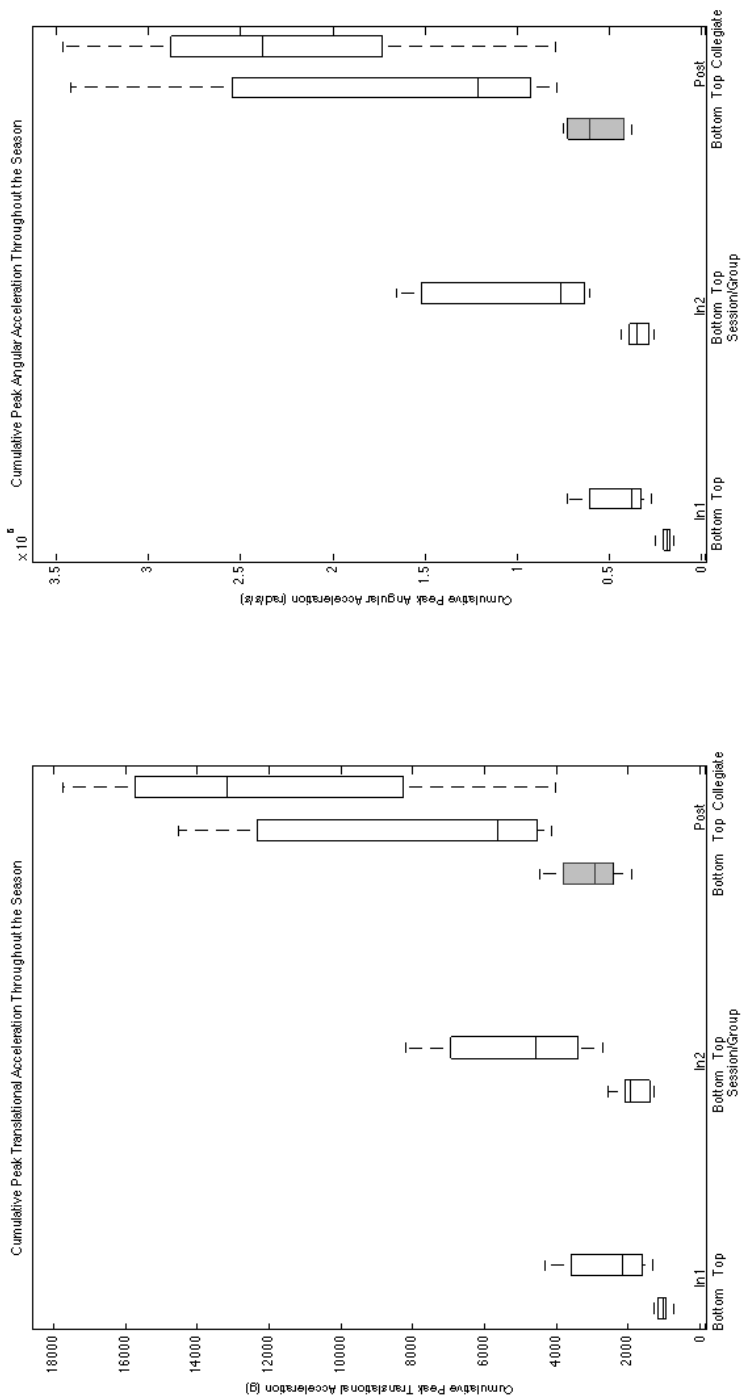 Cumulative Peak Translational Acceleration Throughout the Season
18000
16000
14000
12000
10000
8000
6000
4000
2000
0
Cumulative Peak Translational Acceleration (g)
In1
In2
Post
Bottom Top
Bottom Top
Bottom Top Collegiate
Session/Group
Cumulative Peak Angular Acceleration Throughout the Season
x 10
3.5
3
2.5
2
1.5
1
0.5
0
Cumulative Peak Angular Acceleration (rad/s/s)
In1
In2
Post
Bottom Top
Bottom Top
Bottom Top Collegiate
Session/Group